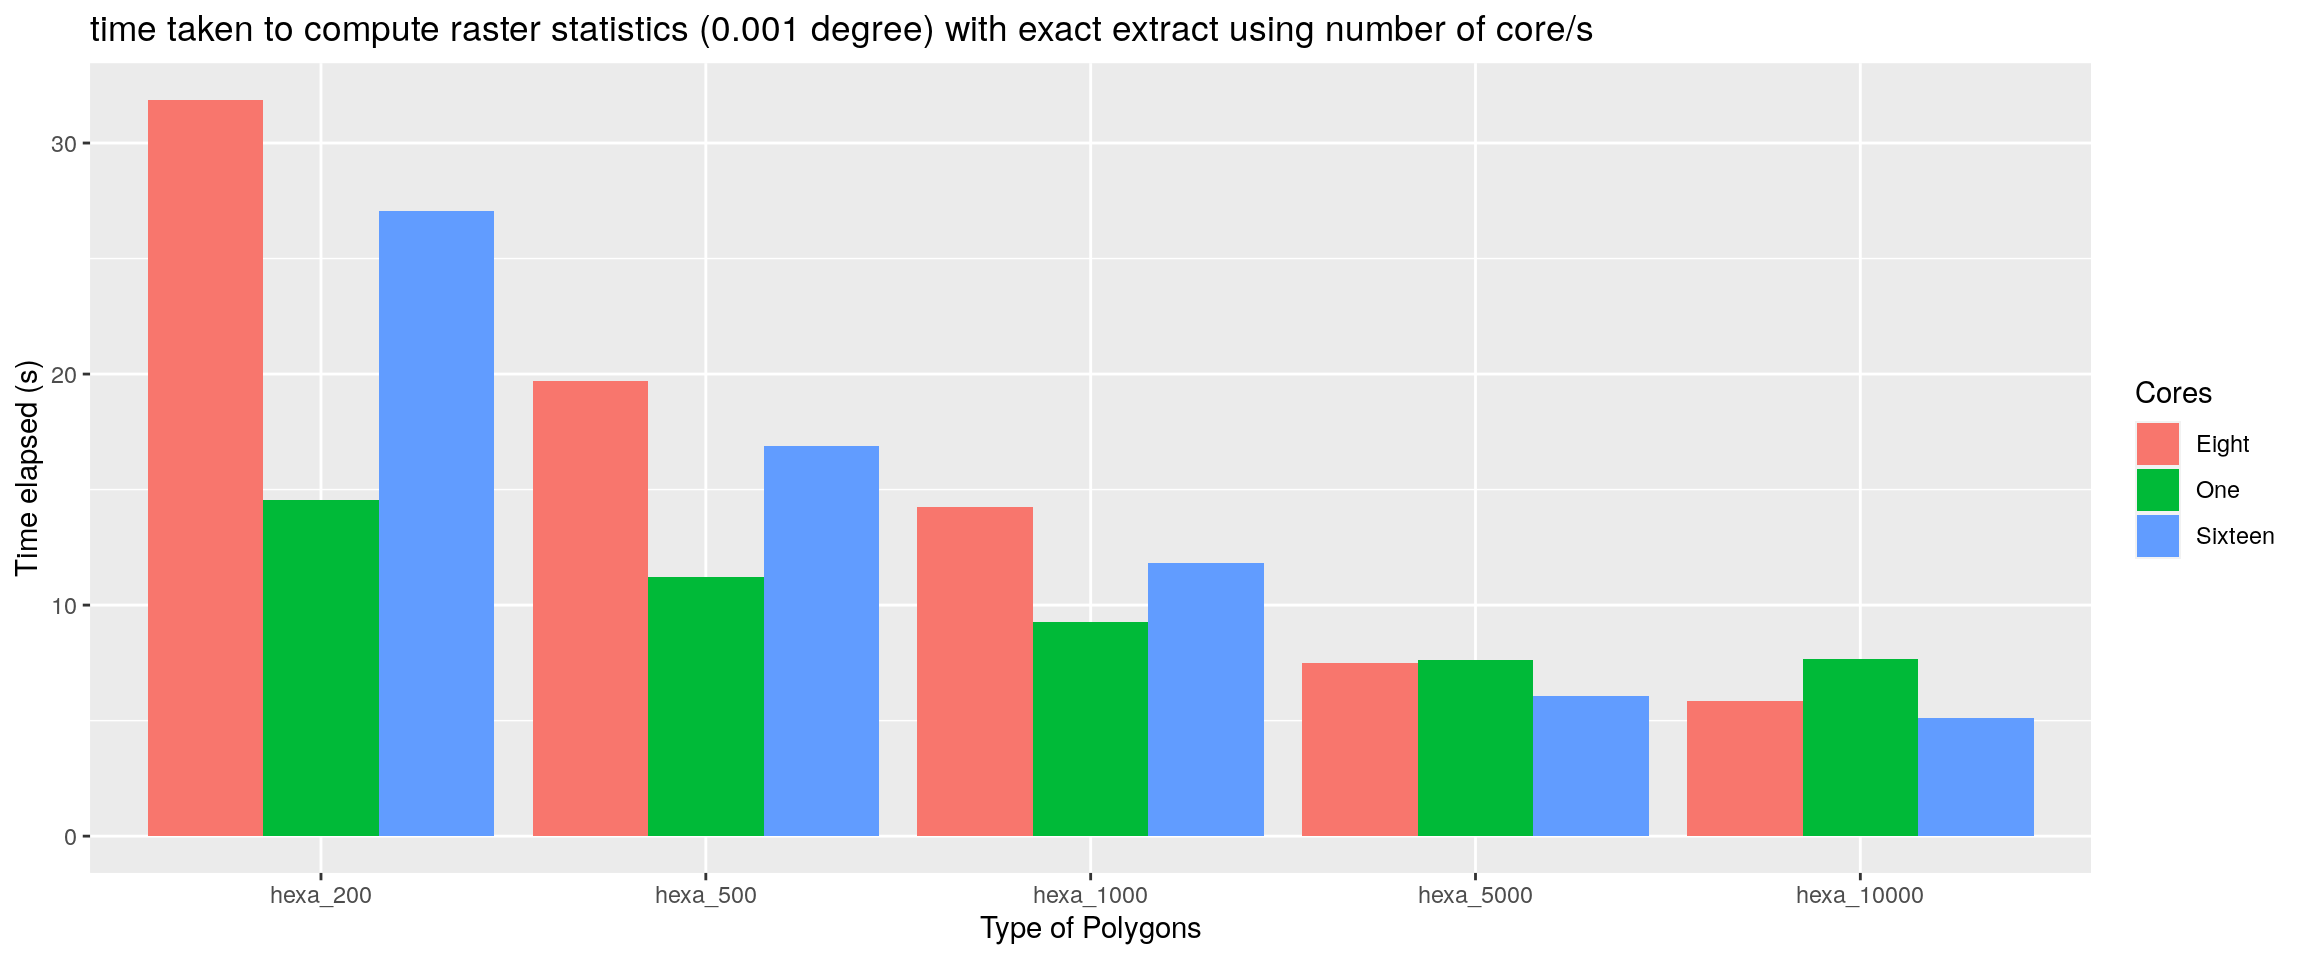 time taken to compute raster statistics (0.001 degree) with exact extract using number of core/s
Time elapsed (s)
30
20
10
0
hexa_200
hexa_500
hexa_1000
hexa_5000
hexa_10000
Type of Polygons
Cores
Eight
One
Sixteen